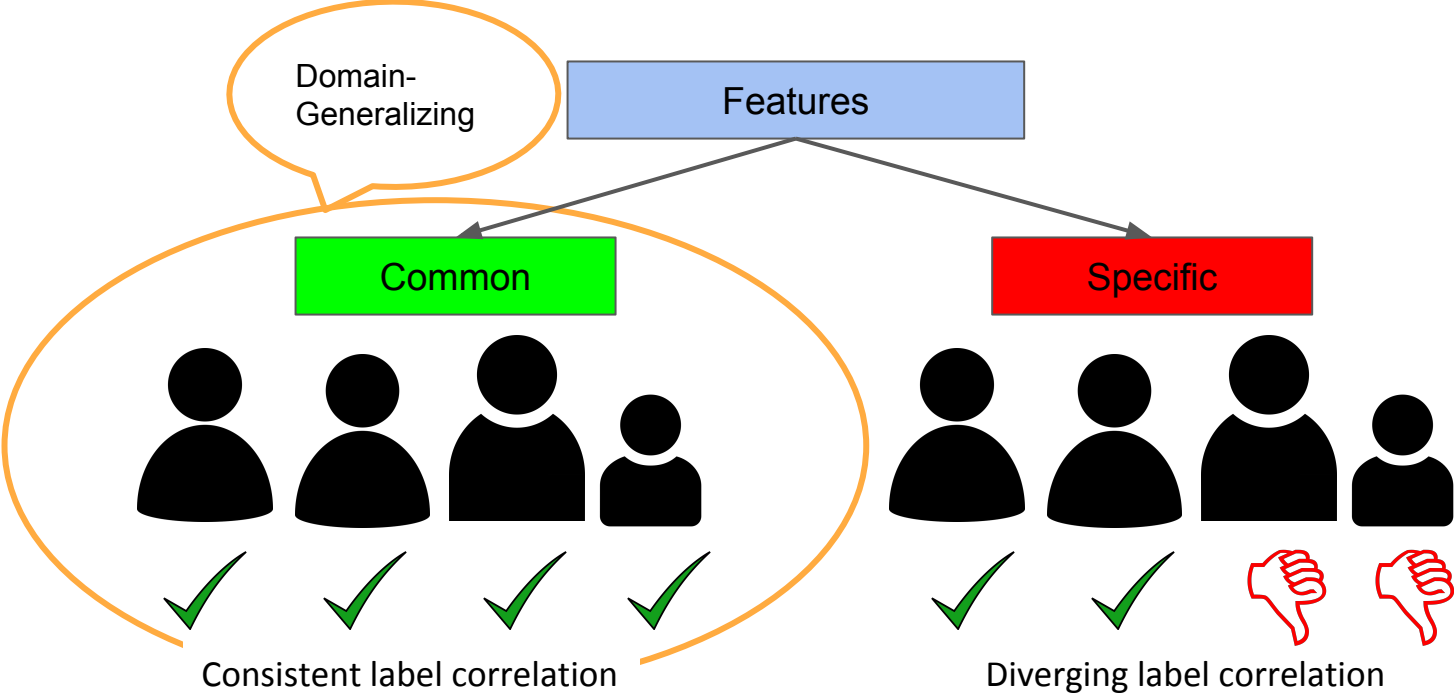 Domain-
Generalizing
Features
Common
Specific
Consistent label correlation
Diverging label correlation